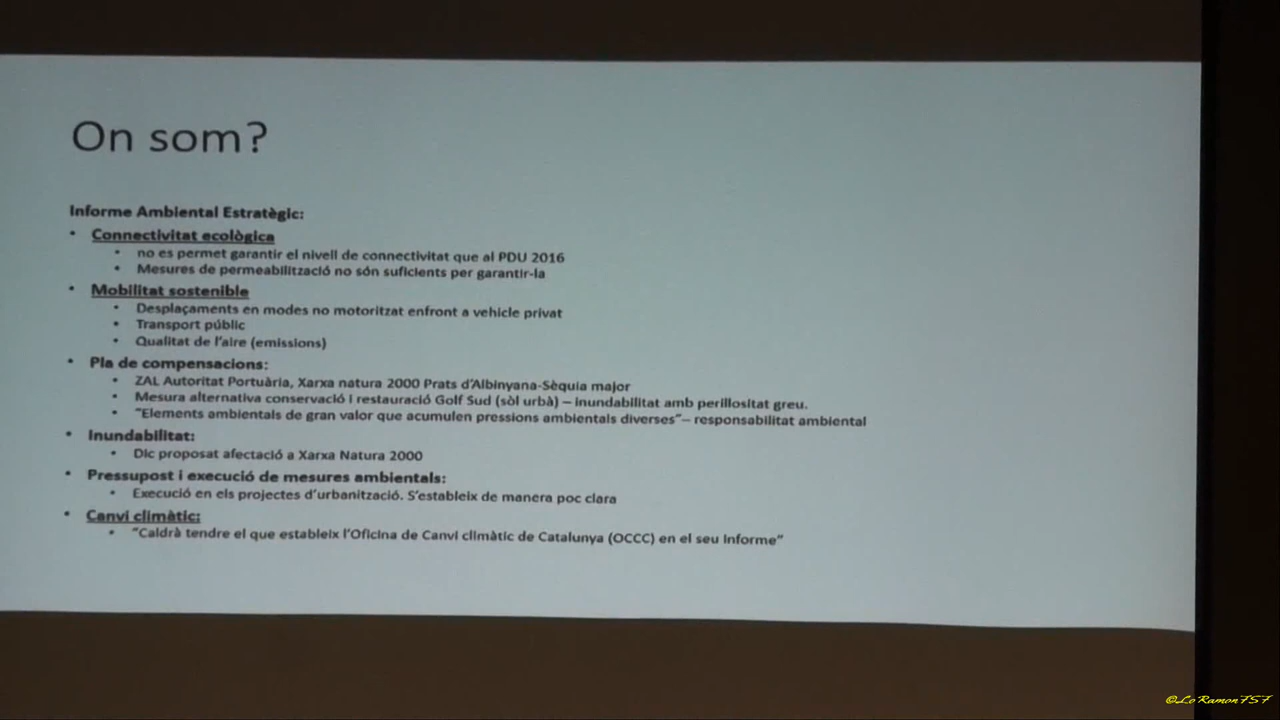 On som?
Informe Ambiental Estratègic:
• Connectivitat ecològica
• no es permet garantir el nivell de connectivitat que al PDU 2016
• Mesures de permeabilització no són suficients per garantir-la
• Mobilitat sostenible
• Desplaçaments en modes no motoritzat enfront a vehicle privat
• Transport públic
• Qualitat de l'aire (emissions)
• Pla de compensacions:
• ZAL Autoritat Portuària, Xarxa natura 2000 Prats d'Albinyana-Sèquia major
• Mesura alternativa conservació i restauració Golf Sud (sòl urbà) – inundabilitat amb perillositat greu.
• "Elements ambientals de gran valor que acumulen pressions ambientals diverses"– responsabilitat ambiental
• Inundabilitat:
• Dic proposat afectació a Xarxa Natura 2000
• Pressupost i execució de mesures ambientals:
• Execució en els projectes d'urbanització. S'estableix de manera poc clara
• Canvi climàtic:
• "Caldrà tendre el que estableix l'Oficina de Canvi climàtic de Catalunya (OCCC) en el seu informe"
©LoRamon757